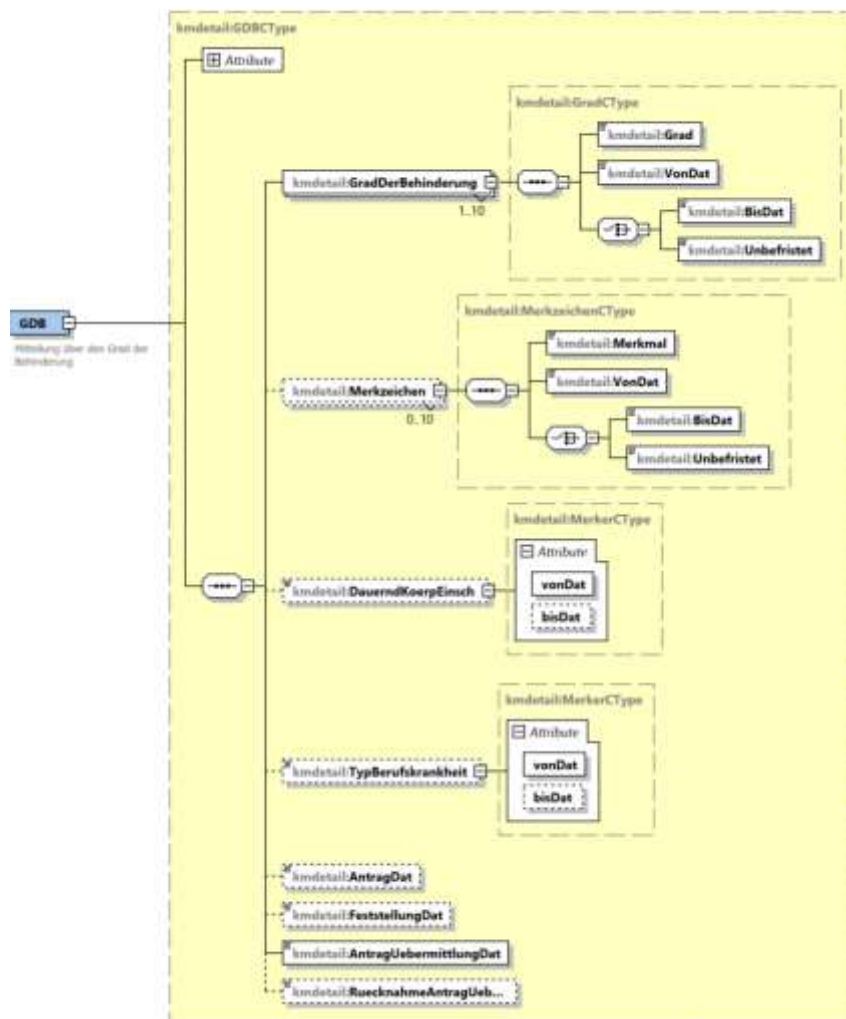 kmdetail:GDBCType
Attribute
kmdetail:GradCType
kmdetail:Grad
kmdetail:GradDerBehinderung
kmdetail:VonDat
1..10
kmdetail:BisDat
kmdetail:Unbefristet
GDB
Mitteilung über den Grad der
Behinderung
kmdetail:MerkzeichenCType
kmdetail:Merkmal
kmdetail:Merkzeichen
kmdetail:VonDat
0..10
kmdetail:BisDat
kmdetail:Unbefristet
kmdetail:MerkerCType
Attribute
kmdetail:DauerndKoerpEinsch
vonDat
bisDat
kmdetail:MerkerCType
Attribute
kmdetail:TypBerufskrankheit
vonDat
bisDat
kmdetail:AntragDat
kmdetail:FeststellungDat
kmdetail:AntragUebermittlungDat
kmdetail:RuecknahmeAntragUeb...